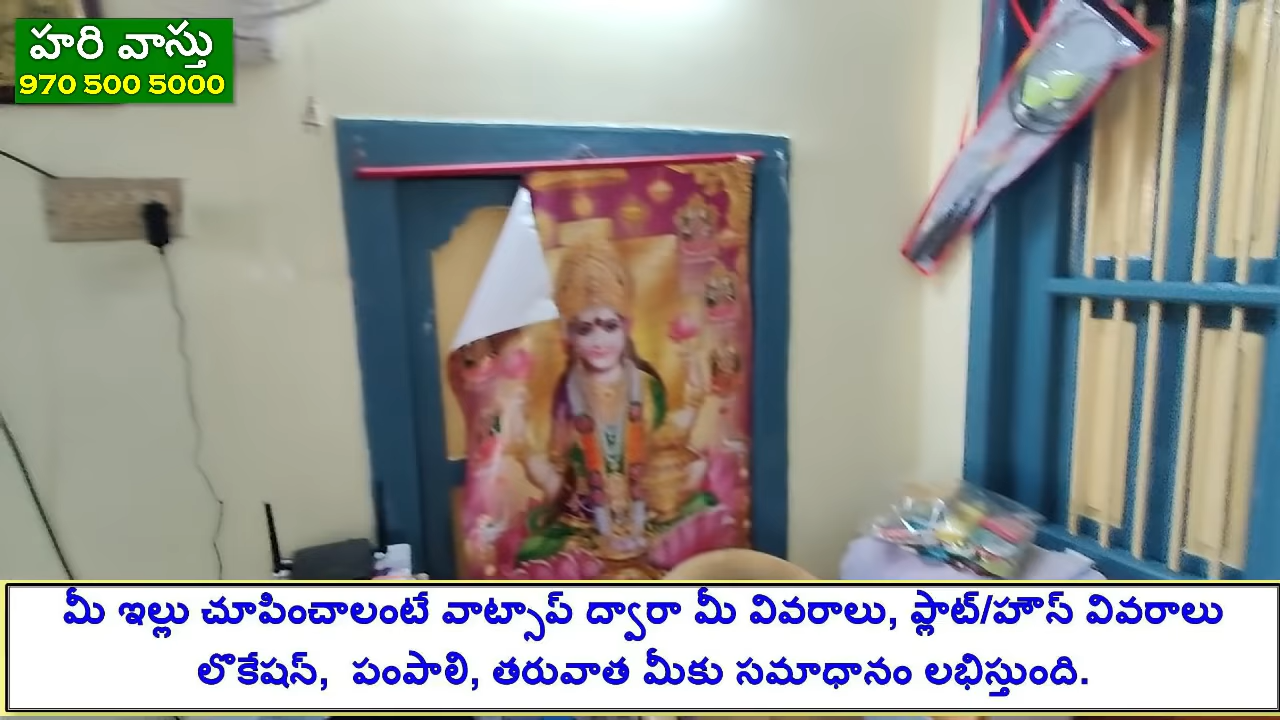 హరి వాస్తు
970 500 5000
మీ ఇల్లు చూపించాలంటే వాట్సాప్ ద్వారా మీ వివరాలు, ప్లాట్/హౌస్ వివరాలు
లొకేషన్,  పంపాలి, తరువాత మీకు సమాధానం లభిస్తుంది.